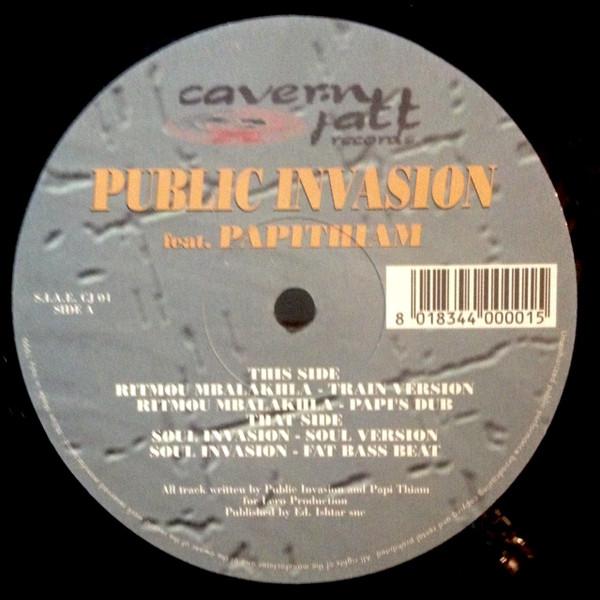 cavern
jatt
records
PUBLIC INVASION
feat. PAPITHIAM
S.I.A.E. CJ 01
SIDE A
8 018344 000015
THIS SIDE
RITMOU MBALAKHLA - TRAIN VERSION
RITMOU MBALAKHLA - PAPI'S DUB
THAT SIDE
SOUL INVASION - SOUL VERSION
SOUL INVASION - FAT BASS BEAT
All track written by Public Invasion and Papi Thiam
for Loro Production
Published by Ed. Ishtar snc